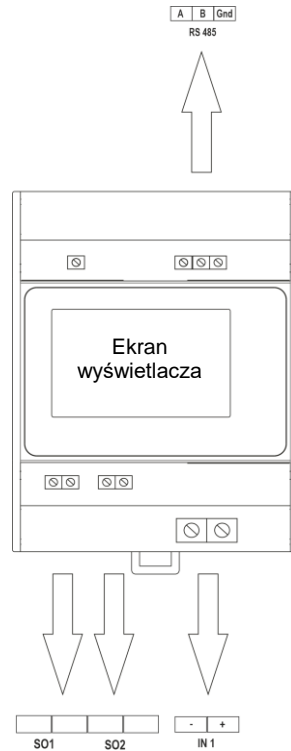 A B Gnd
RS 485
Ekran
wyświetlacza
- +
SO1 SO2 IN 1